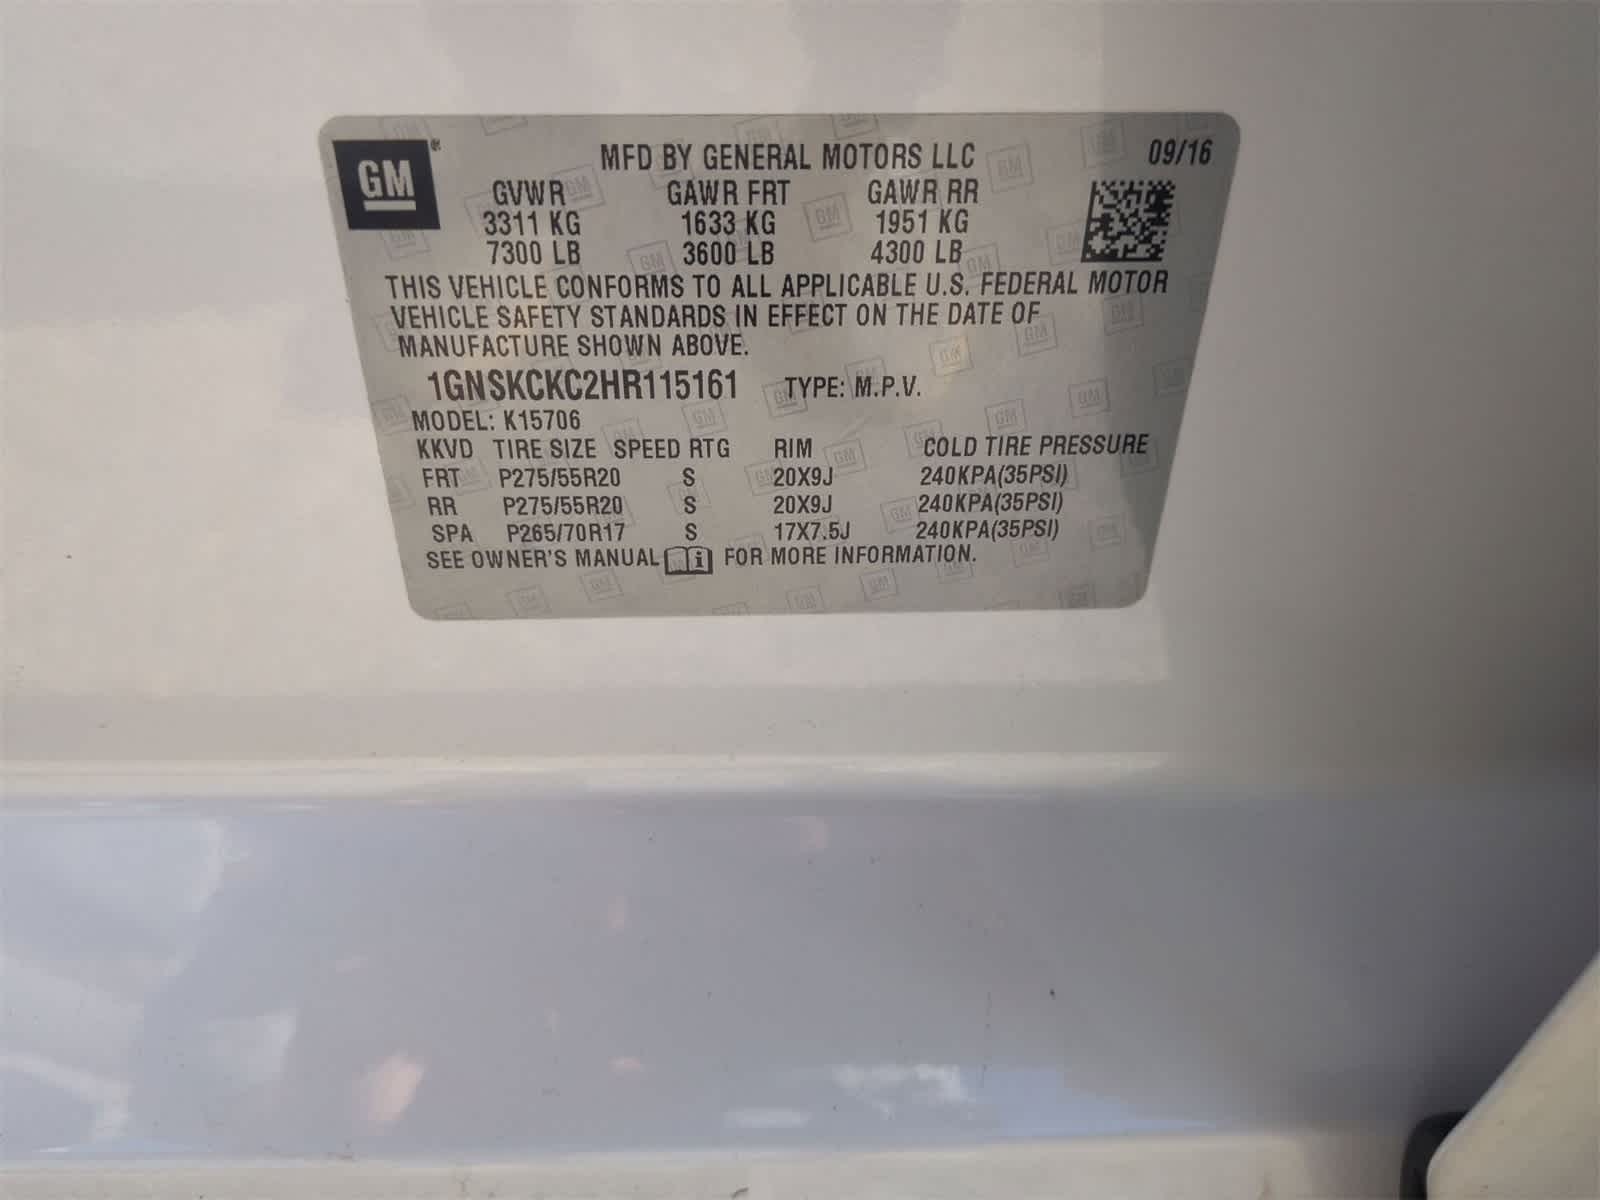 GM
MFD BY GENERAL MOTORS LLC 09/16
GVWR GAWR FRT GAWR RR
3311 KG 1633 KG 1951 KG
7300 LB 3600 LB 4300 LB
THIS VEHICLE CONFORMS TO ALL APPLICABLE U.S. FEDERAL MOTOR
VEHICLE SAFETY STANDARDS IN EFFECT ON THE DATE OF
MANUFACTURE SHOWN ABOVE.
1GNSKCKC2HR115161 TYPE: M.P.V.
MODEL: K15706
KKVD TIRE SIZE SPEED RTG RIM COLD TIRE PRESSURE
FRT P275/55R20 S 20X9J 240KPA(35PSI)
RR P275/55R20 S 20X9J 240KPA(35PSI)
SPA P265/70R17 S 17X7.5J 240KPA(35PSI)
SEE OWNER'S MANUAL i FOR MORE INFORMATION.